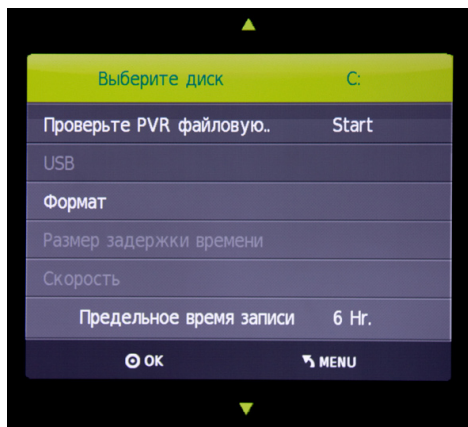 Выберите диск C:
Проверьте PVR файловую.. Start
USB
Формат
Размер задержки времени
Скорость
Предельное время записи 6 Hr.
OK MENU